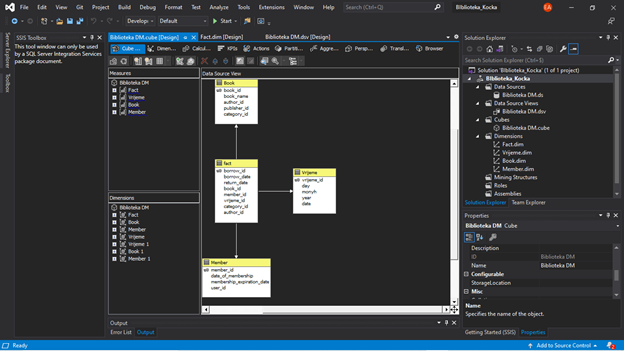 File Edit View Git Project Build Debug Format Test Analyze Tools Extensions Window Help Search (Ctrl+Q) Biblioteka_Kocka EA
Develop Default Start
SSIS Toolbox
This tool window can only be used by a SQL Server Integration Services package document.
Server Explorer
Toolbox
Biblioteka DM.cube [Design] Fact.dim [Design] Biblioteka DM.dsv [Design]
Cube ... Dimen... Calcul... KPIs Actions Partiti... Aggre... Persp... Transl... Browser
Measures
Biblioteka DM
Fact
Vrijeme
Book
Member
Dimensions
Biblioteka DM
Fact
Book
Member
Vrijeme
Vrijeme 1
Book 1
Member 1
Data Source View
Book
book_id
book_name
author_id
publisher_id
category_id
fact
borrow_id
borrow_date
return_date
book_id
member_id
vrijeme_id
category_id
author_id
Vrijeme
vrijeme_id
day
monyh
year
date
Member
member_id
date_of_membership
membership_expiration_date
user_id
Output
Error List Output
Solution Explorer
Search Solution Explorer (Ctrl+š)
Solution 'Biblioteka_Kocka' (1 of 1 project)
Biblioteka_Kocka
Data Sources
Biblioteka DM.ds
Data Source Views
Biblioteka DM.dsv
Cubes
Biblioteka DM.cube
Dimensions
Fact.dim
Vrijeme.dim
Book.dim
Member.dim
Mining Structures
Roles
Assemblies
Solution Explorer Team Explorer
Properties
Biblioteka DM Cube
Description
ID Biblioteka DM
Name Biblioteka DM
Configurable
StorageLocation
Misc
Name
Specifies the name of the object.
Getting Started (SSIS) Properties
Ready
Add to Source Control
2